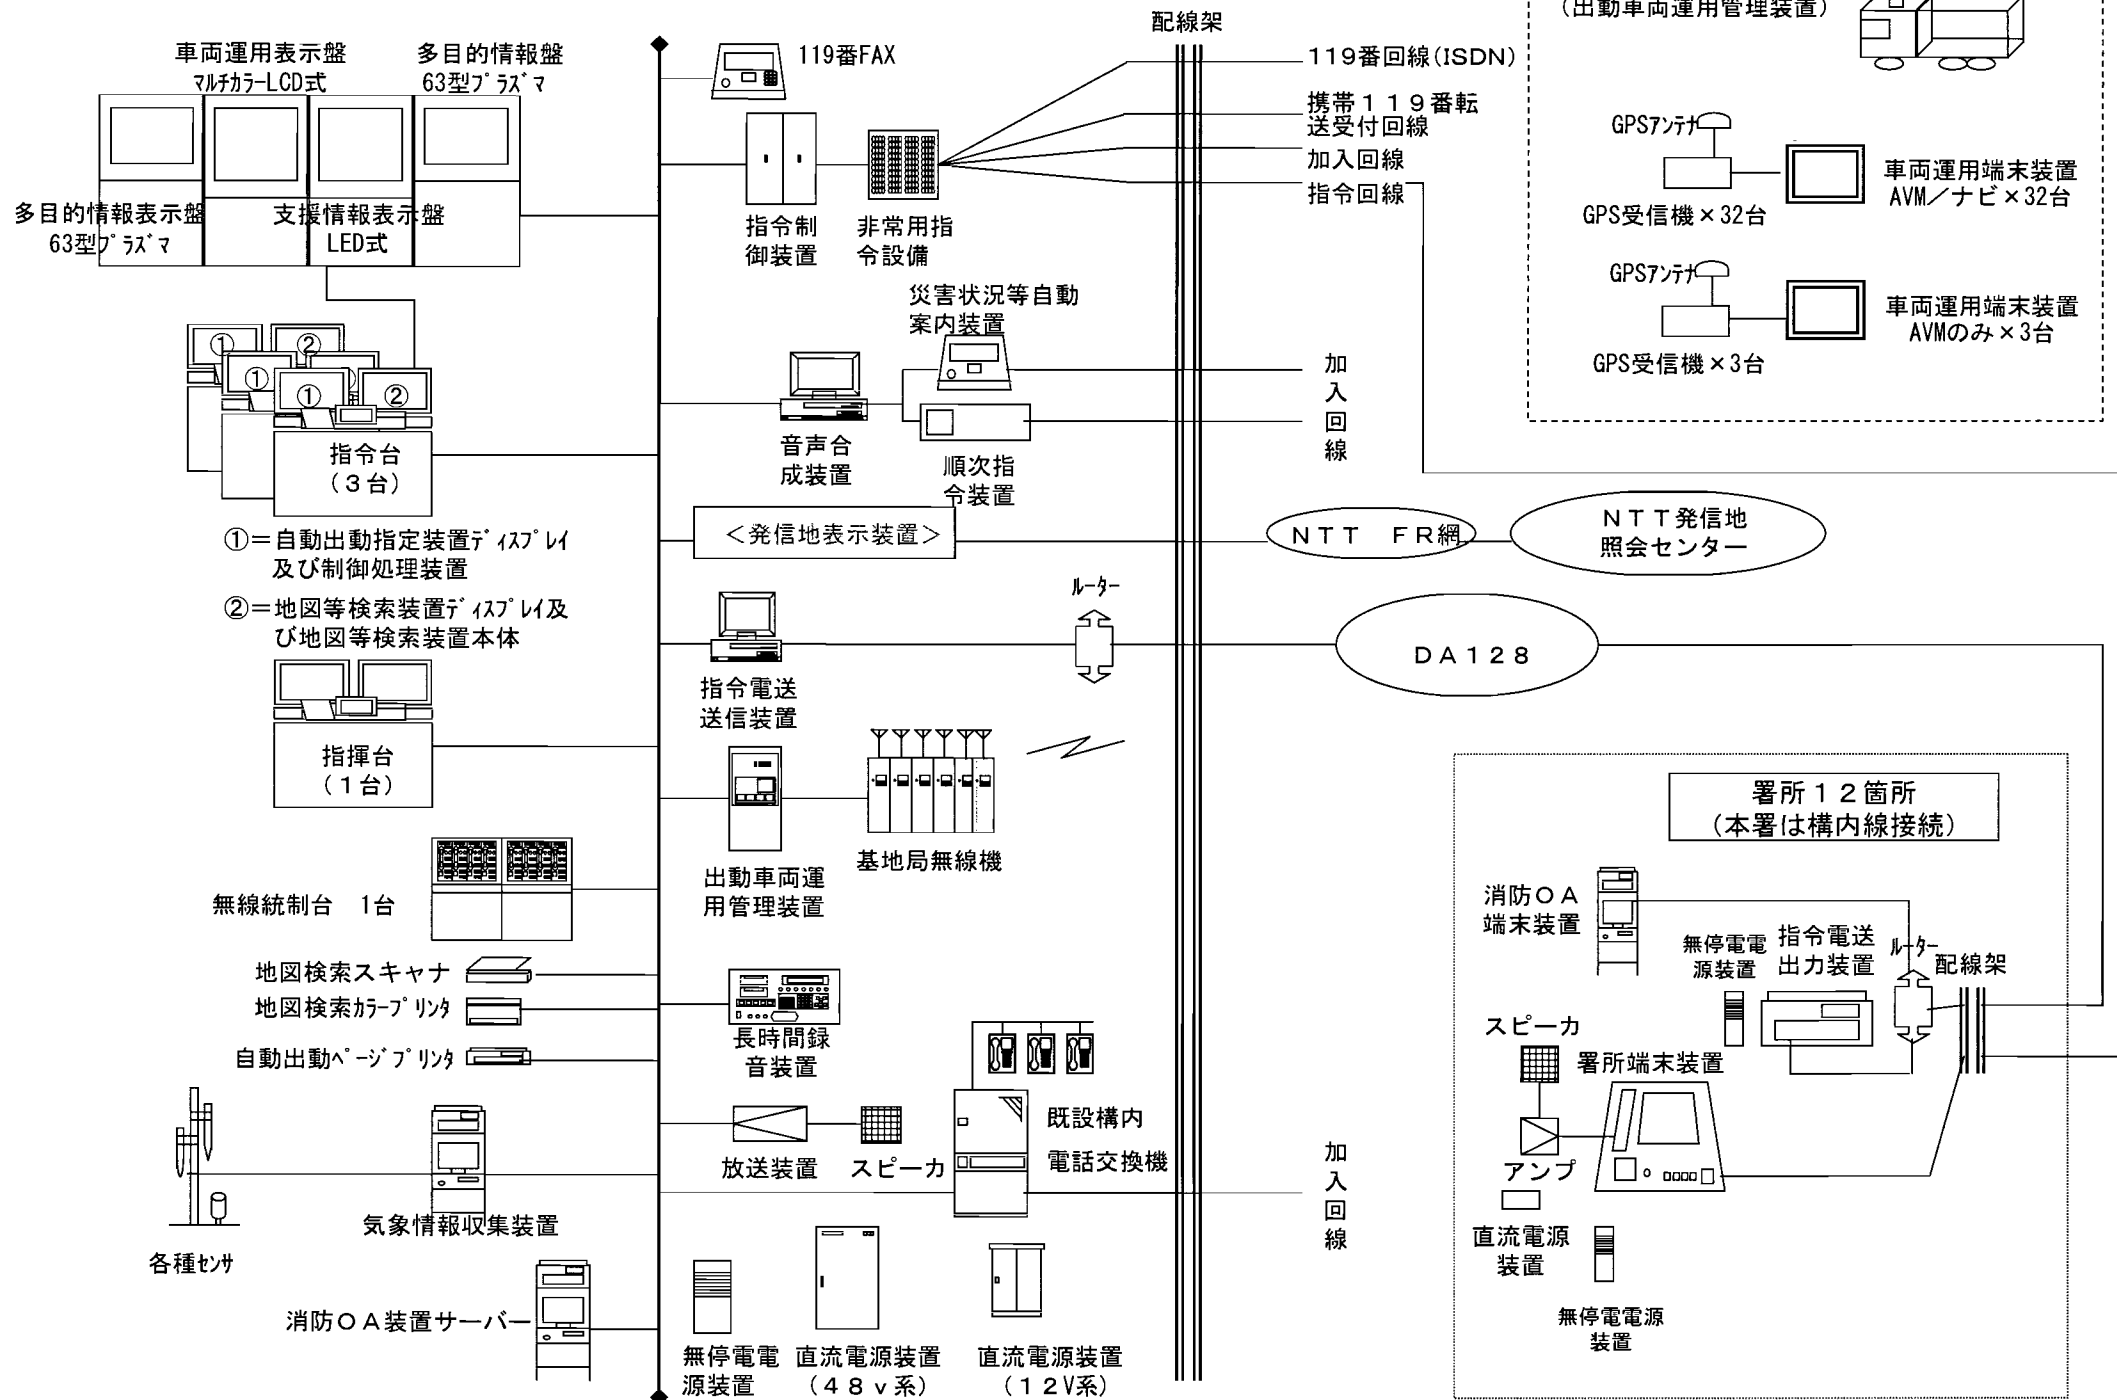 配線架
(出動車両運用管理装置)
車両運用表示盤
マルチカラーLCD式
多目的情報盤
63型プラズマ
119番FAX
119番回線(ISDN)
携帯119番転
送受付回線
加入回線
指令回線
多目的情報表示盤
63型プラズマ
支援情報表示盤
LED式
指令制
御装置
非常用指
令設備
GPSアンテナ
GPS受信機×32台
車両運用端末装置
AVM/ナビ×32台
GPSアンテナ
GPS受信機×3台
車両運用端末装置
AVMのみ×3台
災害状況等自動
案内装置
①
②
①
①
②
指令台
(3台)
音声合
成装置
順次指
令装置
加
入
回
線
①=自動出動指定装置ディスプレイ
及び制御処理装置
②=地図等検索装置ディスプレイ及
び地図等検索装置本体
<発信地表示装置>
NTT FR網
NTT発信地
照会センター
ルーター
指令電送
送信装置
DA128
指揮台
(1台)
出動車両運
用管理装置
基地局無線機
無線統制台 1台
地図検索スキャナ
地図検索カラープリンタ
自動出動ページプリンタ
長時間録
音装置
既設構内
電話交換機
放送装置
スピーカ
加
入
回
線
各種センサ
気象情報収集装置
消防OA装置サーバー
無停電電
源装置
直流電源装置
(48v系)
直流電源装置
(12V系)
署所12箇所
(本署は構内線接続)
消防OA
端末装置
無停電電
源装置
指令電送
出力装置
ルーター
配線架
スピーカ
署所端末装置
アンプ
直流電源
装置
無停電電源
装置